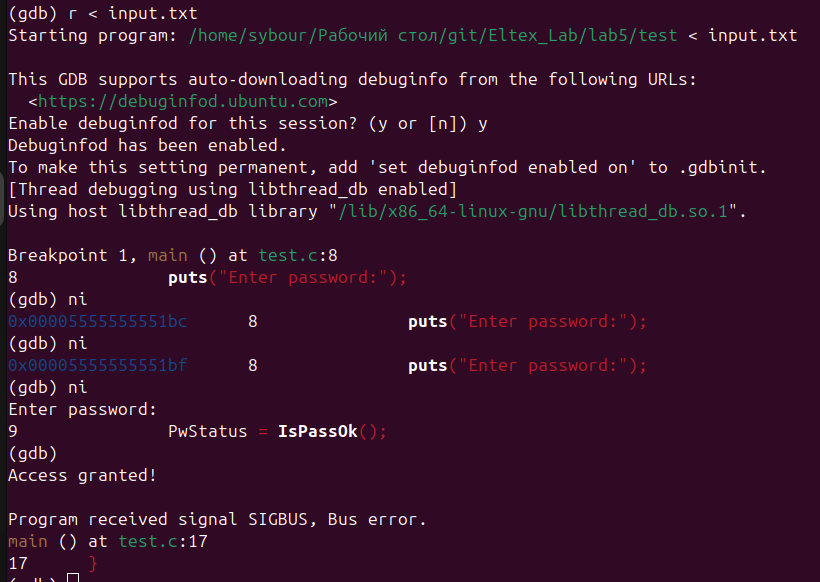 (gdb) r < input.txt
Starting program: /home/sybour/Рабочий стол/git/Eltex_Lab/lab5/test < input.txt

This GDB supports auto-downloading debuginfo from the following URLs:
  <https://debuginfod.ubuntu.com>
Enable debuginfod for this session? (y or [n]) y
Debuginfod has been enabled.
To make this setting permanent, add 'set debuginfod enabled on' to .gdbinit.
[Thread debugging using libthread_db enabled]
Using host libthread_db library "/lib/x86_64-linux-gnu/libthread_db.so.1".

Breakpoint 1, main () at test.c:8
8               puts("Enter password:");
(gdb) ni
0x00005555555551bc      8               puts("Enter password:");
(gdb) ni
0x00005555555551bf      8               puts("Enter password:");
(gdb) ni
Enter password:
9               PwStatus = IsPassOk();
(gdb)
Access granted!

Program received signal SIGBUS, Bus error.
main () at test.c:17
17      }
(gdb)